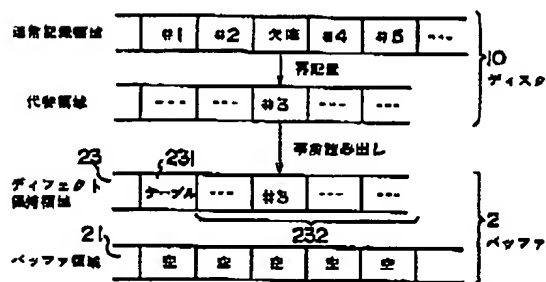 通常記録領域 #1 #2 欠陥 #4 #5 ---
再記録
10
ディスク
代替領域 --- --- #3 --- ---
事前読み出し
23 231
ディフェクト保持領域 テーブル --- #3 --- ---
232
2
バッファ
21
バッファ領域 空 空 空 空 空